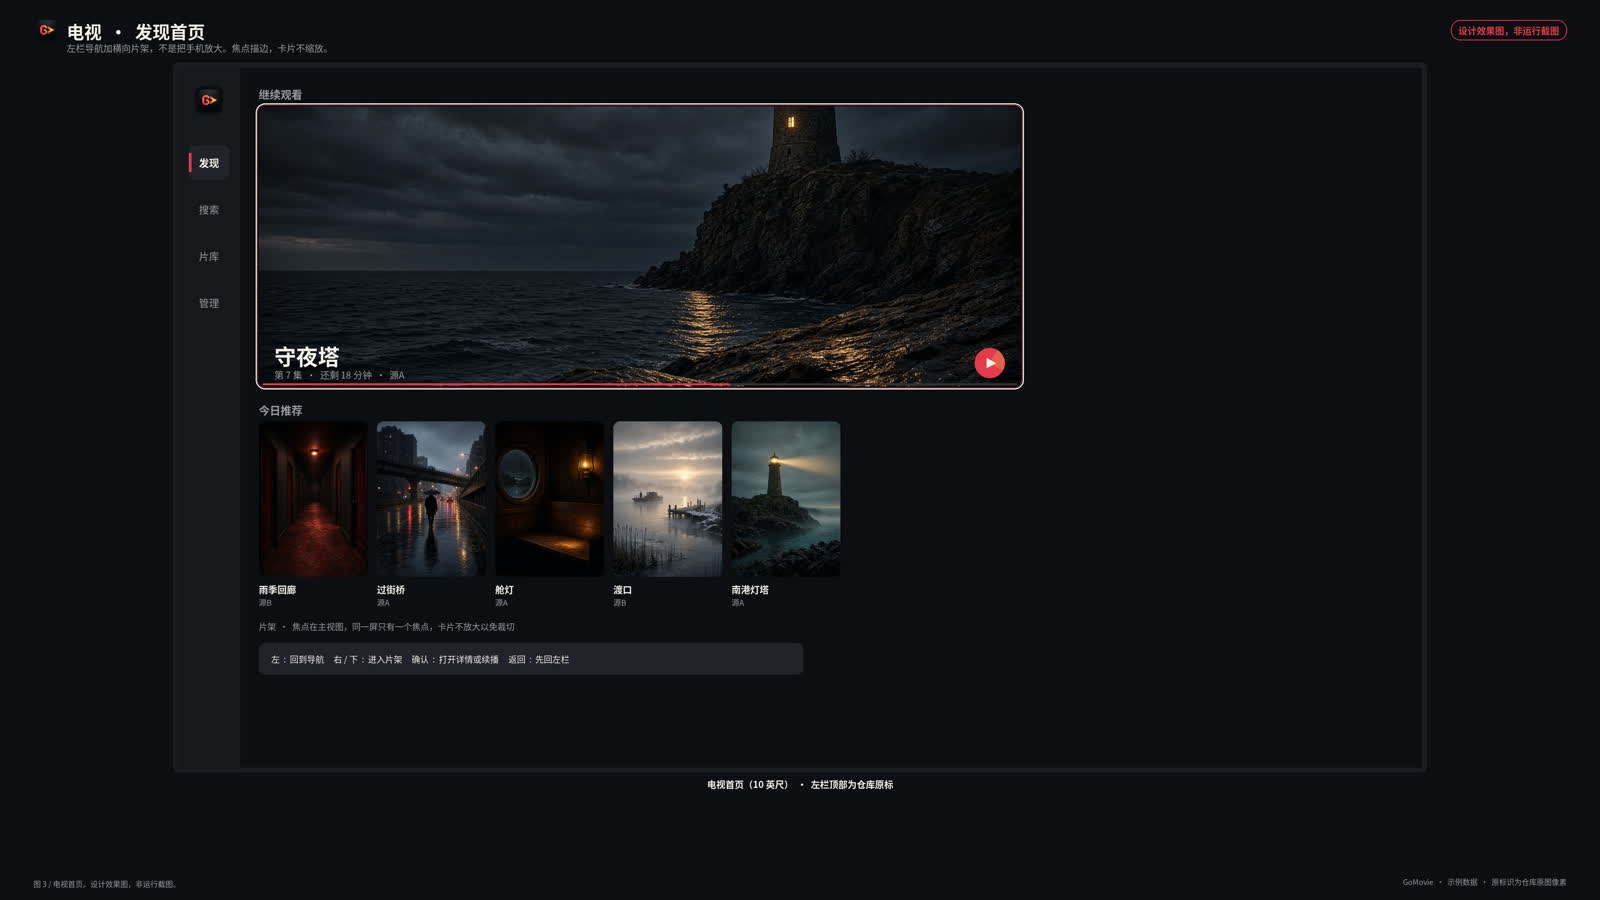 电视 · 发现首页
左栏导航加横向片架，不是把手机放大。焦点描边，卡片不缩放。
设计效果图，非运行截图
发现
搜索
片库
管理
继续观看
守夜塔
第 7 集 · 还剩 18 分钟 · 源A
今日推荐
雨季回廊
源B
过街桥
源A
舱灯
源A
渡口
源B
南港灯塔
源A
片架 · 焦点在主视图，同一屏只有一个焦点，卡片不放大以免裁切
左：回到导航 右 / 下：进入片架 确认：打开详情或续播 返回：先回左栏
电视首页（10 英尺） · 左栏顶部为仓库原标
图 3 / 电视首页。设计效果图，非运行截图。
GoMovie · 示例数据 · 原标识为仓库原图像素